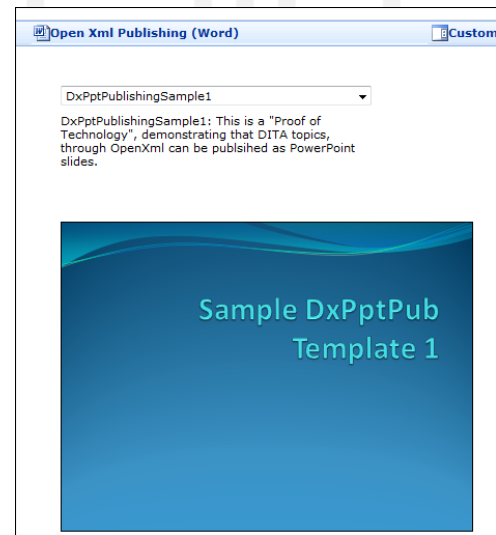 Open Xml Publishing (Word)
Custom
DxPptPublishingSample1
DxPptPublishingSample1: This is a "Proof of
Technology", demonstrating that DITA topics,
through OpenXml can be publsihed as PowerPoint
slides.
Sample DxPptPub
Template 1